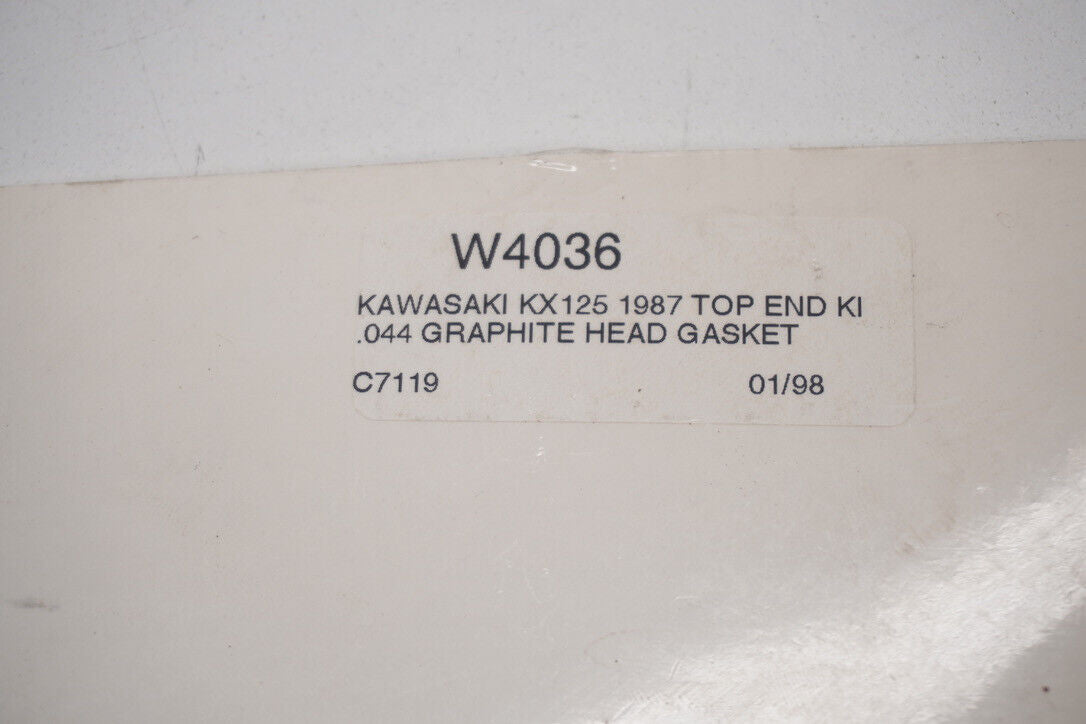 W4036
KAWASAKI KX125 1987 TOP END KI
.044 GRAPHITE HEAD GASKET
C7119 01/98